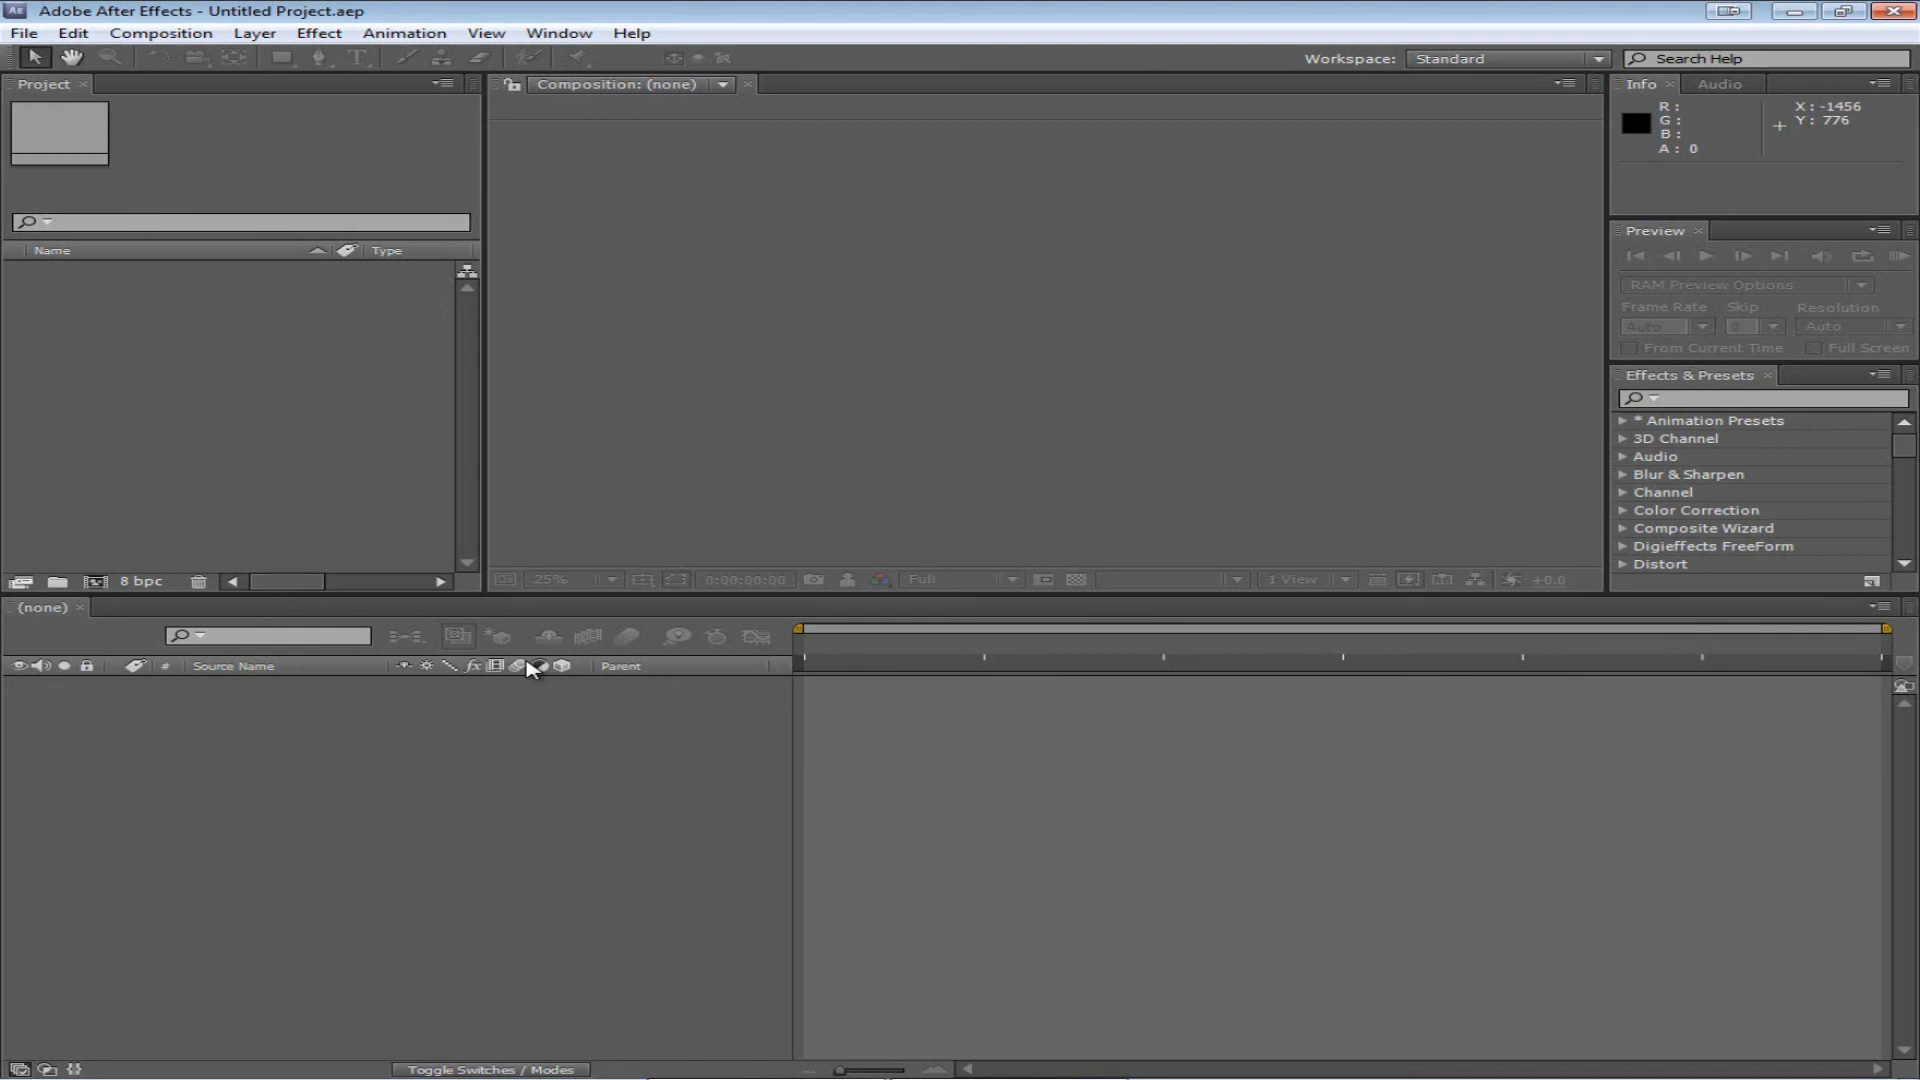 Adobe After Effects - Untitled Project.aep
File Edit Composition Layer Effect Animation View Window Help
Workspace: Standard Search Help
Project
Composition: (none)
Info Audio
R : X : -1456
G : Y : 776
B :
A : 0
Preview
Name Type
RAM Preview Options
Frame Rate Skip Resolution
Auto 0 Auto
From Current Time Full Screen
Effects & Presets
* Animation Presets
3D Channel
Audio
Blur & Sharpen
Channel
Color Correction
Composite Wizard
Digieffects FreeForm
Distort
8 bpc
25% 0:00:00:00 Full 1 View +0.0
(none)
# Source Name fx Parent
Toggle Switches / Modes